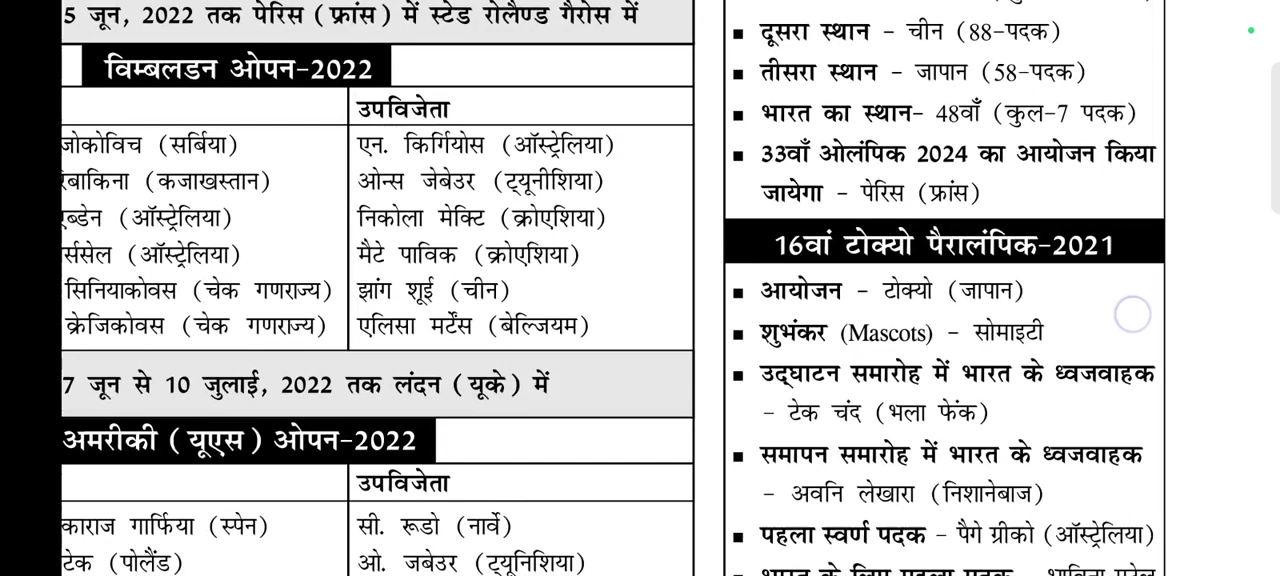 5 जून, 2022 तक पेरिस (फ्रांस) में स्टेड रोलैण्ड गैरोस में
विम्बलडन ओपन-2022
उपविजेता
जोकोविच (सर्बिया) एन. किर्गियोस (ऑस्ट्रेलिया)
रेबाकिना (कजाखस्तान) ओन्स जेबेउर (ट्यूनीशिया)
एब्डेन (ऑस्ट्रेलिया) निकोला मेक्टि (क्रोएशिया)
र्ससेल (ऑस्ट्रेलिया) मैटे पाविक (क्रोएशिया)
सिनियाकोवस (चेक गणराज्य) झांग शूई (चीन)
क्रेजिकोवस (चेक गणराज्य) एलिसा मर्टेंस (बेल्जियम)
7 जून से 10 जुलाई, 2022 तक लंदन (यूके) में
अमरीकी (यूएस) ओपन-2022
उपविजेता
काराज गार्फिया (स्पेन) सी. रूडो (नार्वे)
टेक (पोलैंड) ओ. जबेउर (ट्यूनिशिया)
▪ दूसरा स्थान - चीन (88-पदक)
▪ तीसरा स्थान - जापान (58-पदक)
▪ भारत का स्थान- 48वाँ (कुल-7 पदक)
▪ 33वाँ ओलंपिक 2024 का आयोजन किया
जायेगा - पेरिस (फ्रांस)
16वां टोक्यो पैरालंपिक-2021
▪ आयोजन - टोक्यो (जापान)
▪ शुभंकर (Mascots) - सोमाइटी
▪ उद्घाटन समारोह में भारत के ध्वजवाहक
- टेक चंद (भला फेंक)
▪ समापन समारोह में भारत के ध्वजवाहक
- अवनि लेखारा (निशानेबाज)
▪ पहला स्वर्ण पदक - पैगे ग्रीको (ऑस्ट्रेलिया)